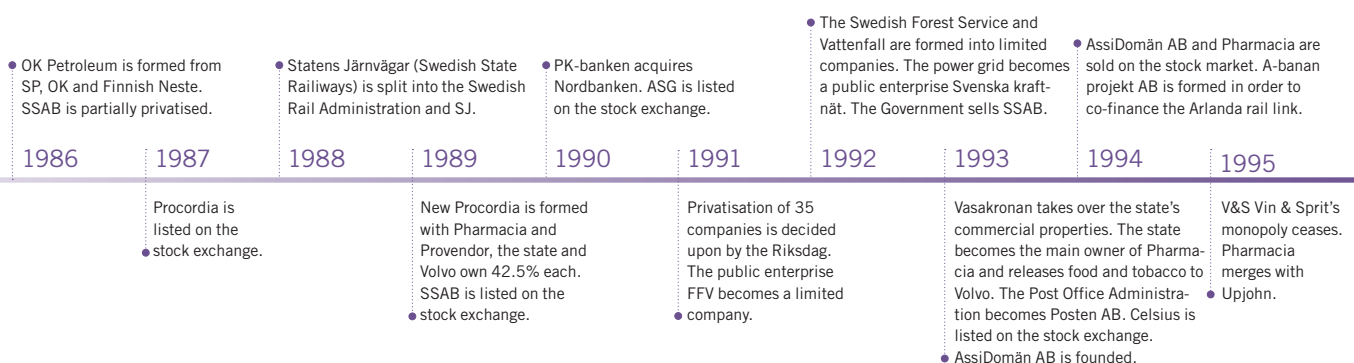 OK Petroleum is formed from
SP, OK and Finnish Neste.
SSAB is partially privatised.
1986
1987
Procordia is
listed on the
stock exchange.
Statens Järnvägar (Swedish State
Railiways) is split into the Swedish
Rail Administration and SJ.
1988
1989
New Procordia is formed
with Pharmacia and
Provendor, the state and
Volvo own 42.5% each.
SSAB is listed on the
stock exchange.
PK-banken acquires
Nordbanken. ASG is listed
on the stock exchange.
1990
1991
Privatisation of 35
companies is decided
upon by the Riksdag.
The public enterprise
FFV becomes a limited
company.
The Swedish Forest Service and
Vattenfall are formed into limited
companies. The power grid becomes
a public enterprise Svenska kraft-
nät. The Government sells SSAB.
1992
1993
Vasakronan takes over the state's
commercial properties. The state
becomes the main owner of Pharma-
cia and releases food and tobacco to
Volvo. The Post Office Administra-
tion becomes Posten AB. Celsius is
listed on the stock exchange.
AssiDomän AB is founded.
AssiDomän AB and Pharmacia are
sold on the stock market. A-banan
projekt AB is formed in order to
co-finance the Arlanda rail link.
1994
1995
V&S Vin & Sprit's
monopoly ceases.
Pharmacia
merges with
Upjohn.